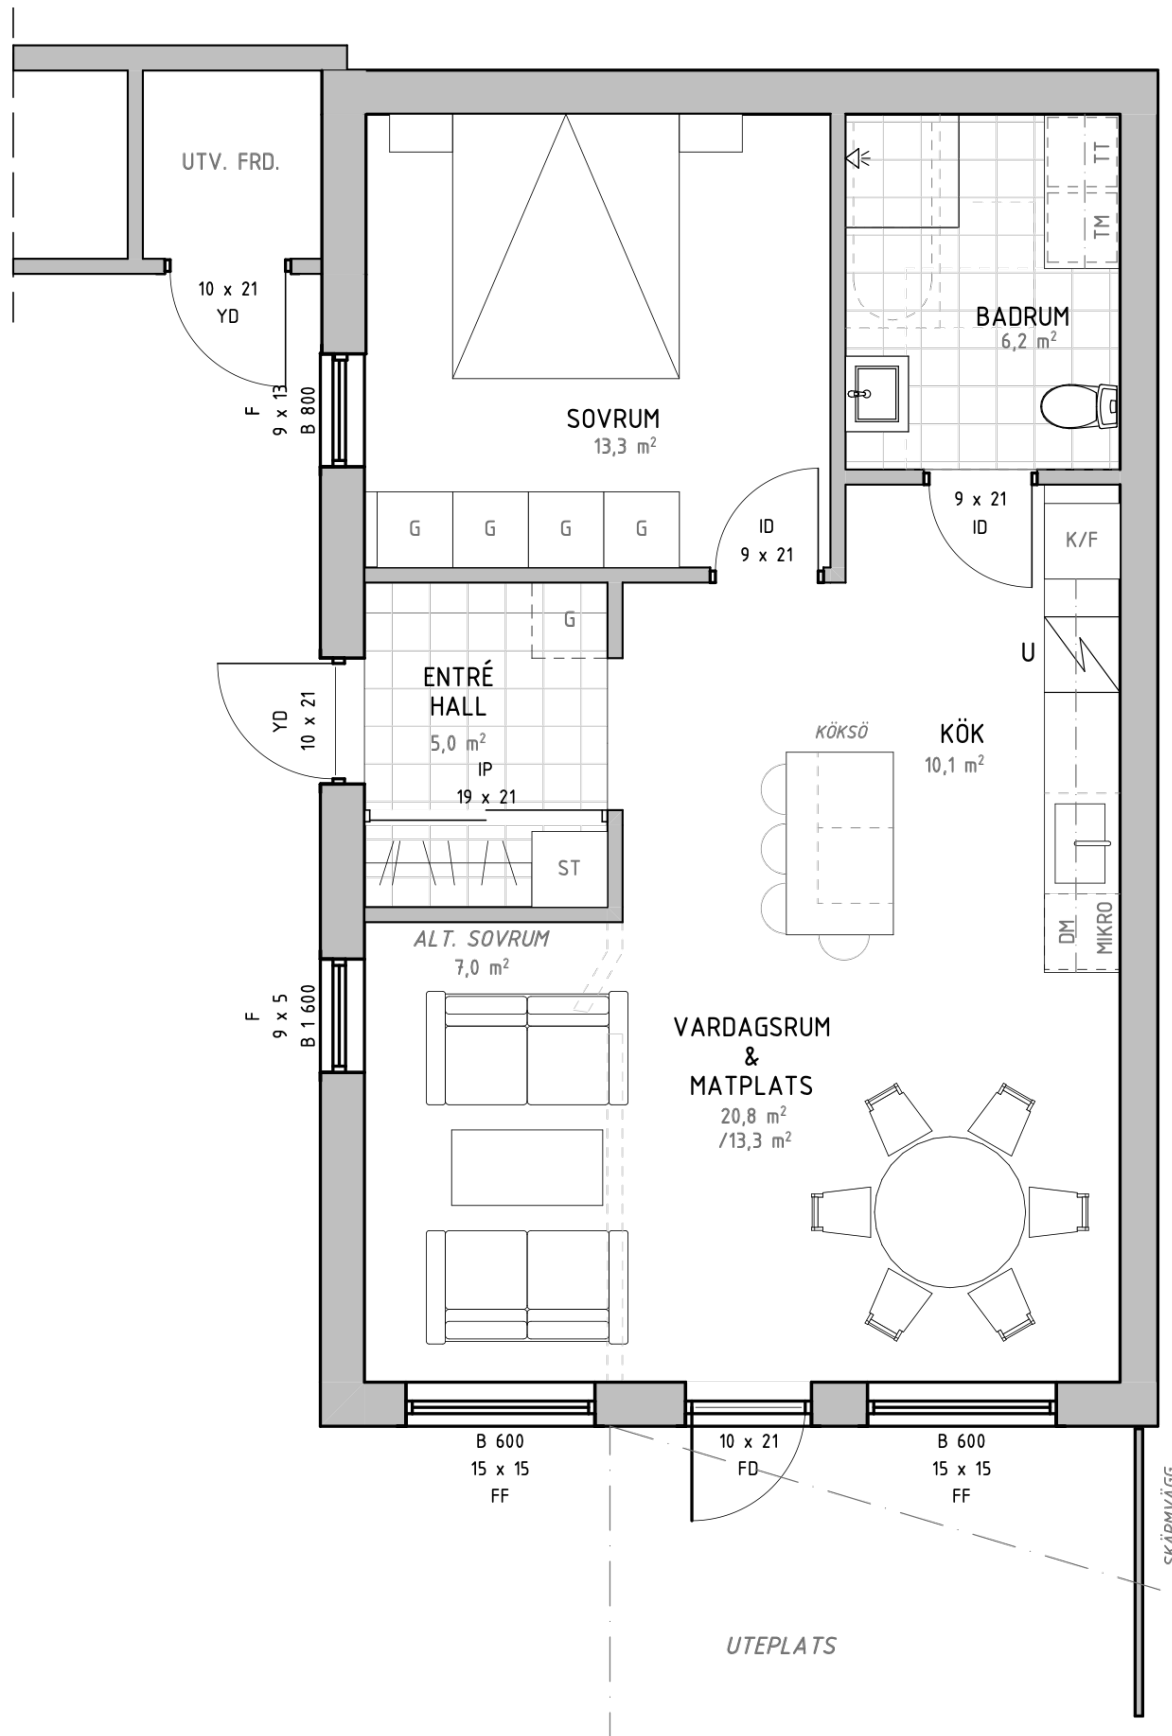 UTV. FRD.
10 x 21
YD
F
9 x 13
B 800
SOVRUM
13,3 m²
G
G
G
G
ID
9 x 21
TT
TM
BADRUM
6,2 m²
9 x 21
ID
K/F
U
G
ENTRÉ
HALL
5,0 m²
IP
19 x 21
YD
10 x 21
ST
KÖKSÖ
KÖK
10,1 m²
DM
MIKRO
ALT. SOVRUM
7,0 m²
F
9 x 5
B 1 600
VARDAGSRUM
&
MATPLATS
20,8 m²
/13,3 m²
B 600
15 x 15
FF
10 x 21
FD
B 600
15 x 15
FF
SKÄRMVÄGG
UTEPLATS